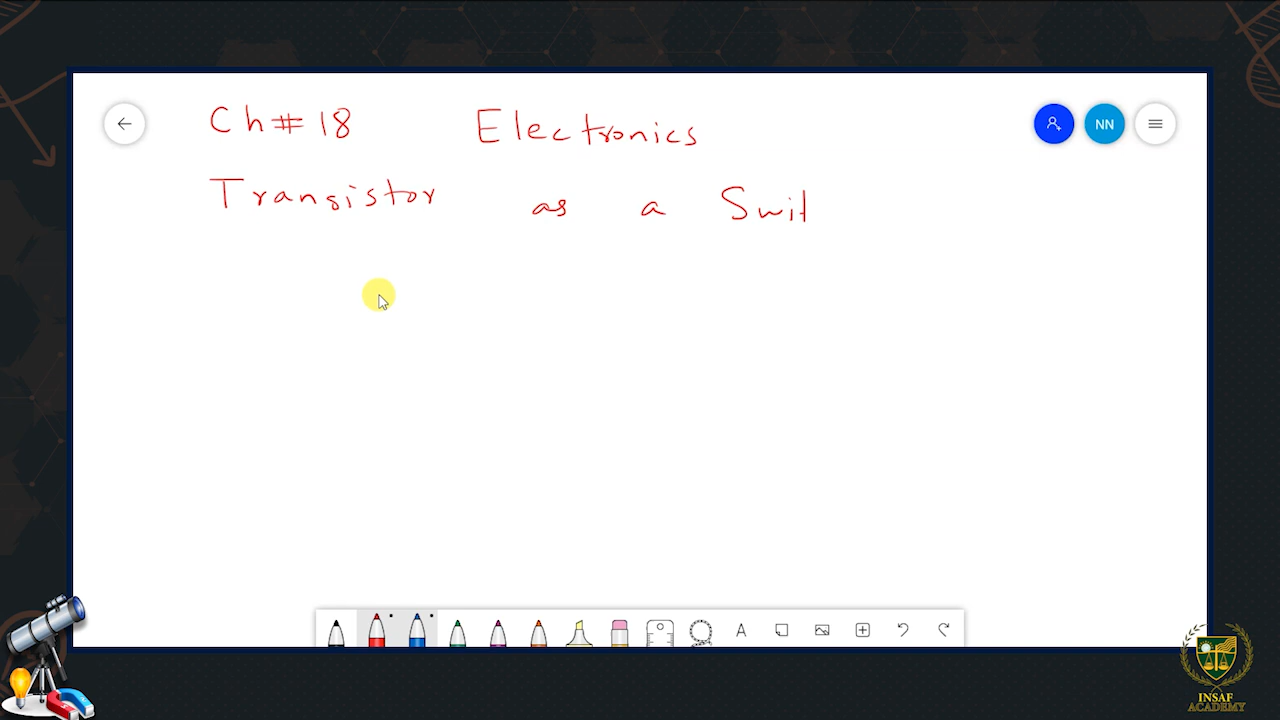 Ch # 18 Electronics
NN
Transistor as a Swit
A
INSAF
ACADEMY